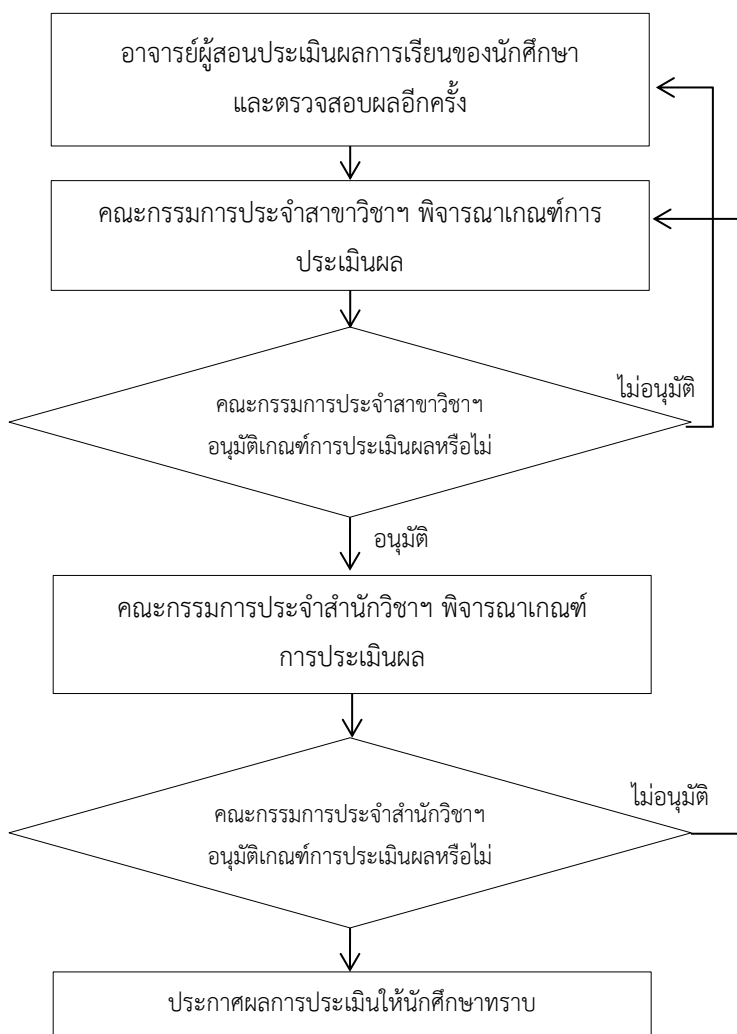 อาจารย์ผู้สอนประเมินผลการเรียนของนักศึกษา
และตรวจสอบผลอีกครั้ง
คณะกรรมการประจำสาขาวิชาฯ พิจารณาเกณฑ์การ
ประเมินผล
ไม่อนุมัติ
คณะกรรมการประจำสาขาวิชาฯ
อนุมัติเกณฑ์การประเมินผลหรือไม่
อนุมัติ
คณะกรรมการประจำสำนักวิชาฯ พิจารณาเกณฑ์
การประเมินผล
ไม่อนุมัติ
คณะกรรมการประจำสำนักวิชาฯ
อนุมัติเกณฑ์การประเมินผลหรือไม่
ประกาศผลการประเมินให้นักศึกษาทราบ